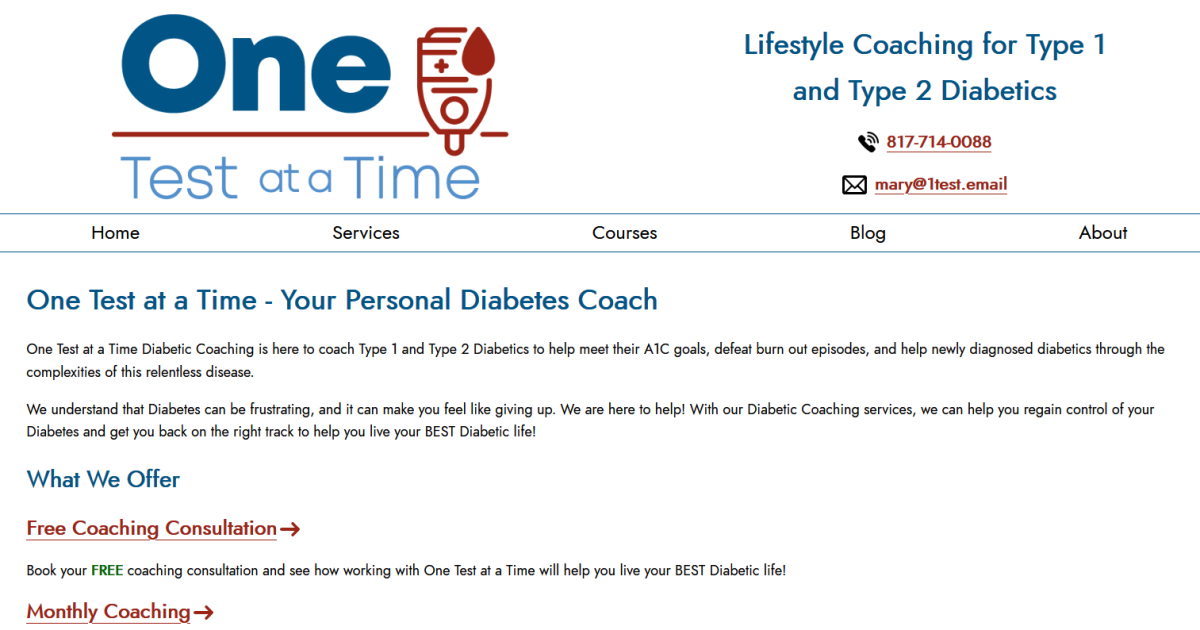 One
Test at a Time
Lifestyle Coaching for Type 1
and Type 2 Diabetics
817-714-0088
mary@1test.email
Home Services Courses Blog About
One Test at a Time - Your Personal Diabetes Coach
One Test at a Time Diabetic Coaching is here to coach Type 1 and Type 2 Diabetics to help meet their A1C goals, defeat burn out episodes, and help newly diagnosed diabetics through the
complexities of this relentless disease.
We understand that Diabetes can be frustrating, and it can make you feel like giving up. We are here to help! With our Diabetic Coaching services, we can help you regain control of your
Diabetes and get you back on the right track to help you live your BEST Diabetic life!
What We Offer
Free Coaching Consultation
Book your FREE coaching consultation and see how working with One Test at a Time will help you live your BEST Diabetic life!
Monthly Coaching